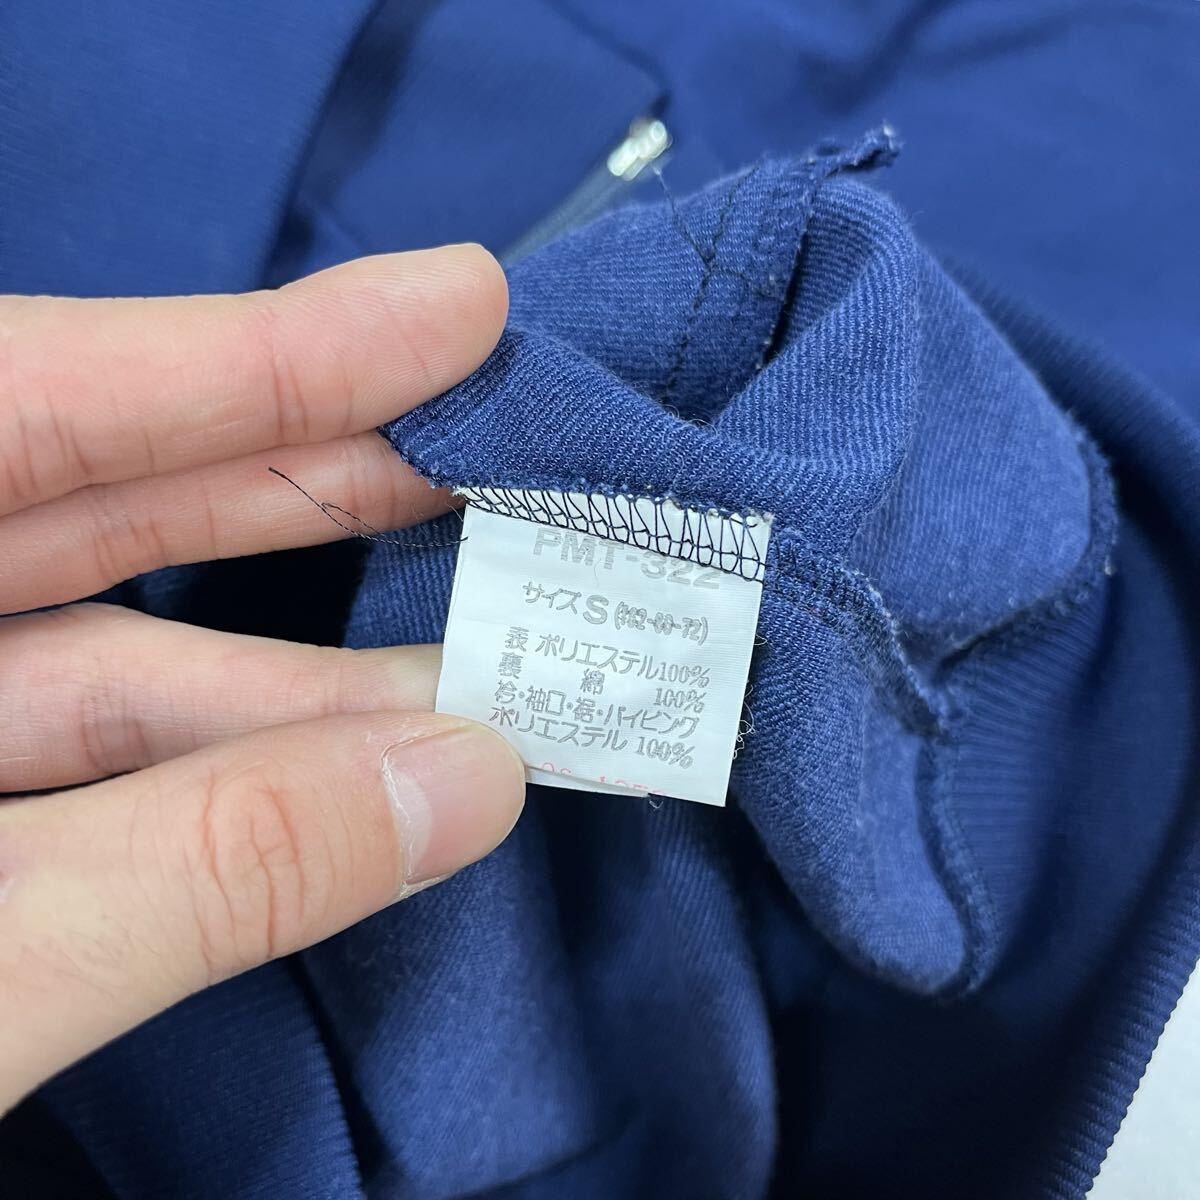 PMT-322
サイズS
表 ポリエステル100%
裏 綿 100%
衿・袖口・裾・パイピング
ポリエステル 100%